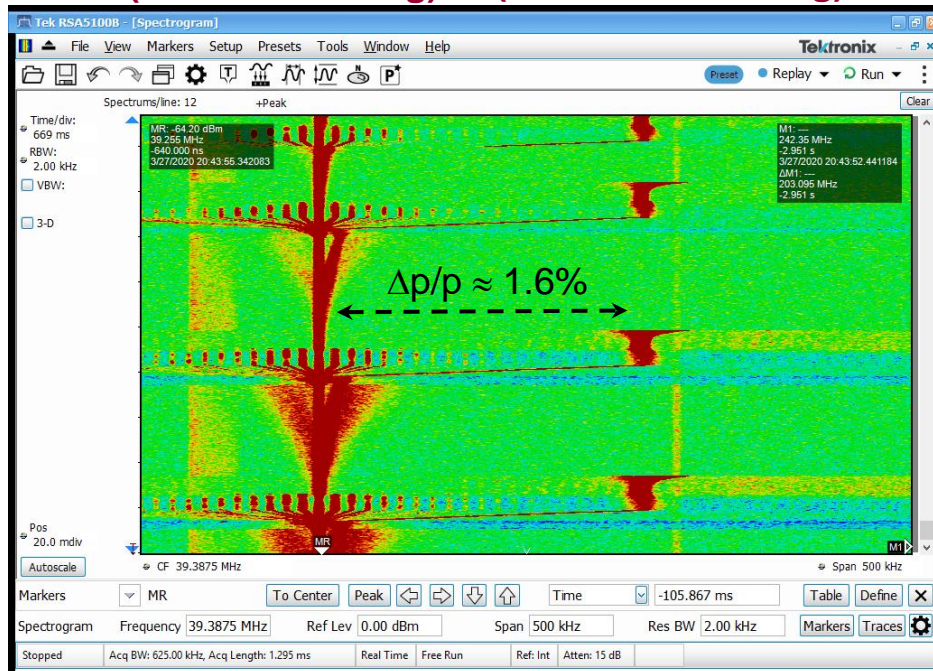 Tek RSA5100B - [Spectrogram]
File View Markers Setup Presets Tools Window Help
Tektronix
Preset Replay Run
Spectrums/line: 12 +Peak
Clear
Time/div:
669 ms
RBW:
2.00 kHz
VBW:
3-D
MR: -64.20 dBm
39.255 MHz
-640.000 ns
3/27/2020 20:43:55.342083
M1: ---
242.35 MHz
-2.951 s
3/27/2020 20:43:52.441184
ΔM1: ---
203.095 MHz
-2.951 s
Δp/p ≈ 1.6%
Pos
20.0 mdiv
MR
M1
Autoscale
CF 39.3875 MHz
Span 500 kHz
Markers MR To Center Peak Time -105.867 ms Table Define X
Spectrogram Frequency 39.3875 MHz Ref Lev 0.00 dBm Span 500 kHz Res BW 2.00 kHz Markers Traces
Stopped Acq BW: 625.00 kHz, Acq Length: 1.295 ms Real Time Free Run Ref: Int Atten: 15 dB